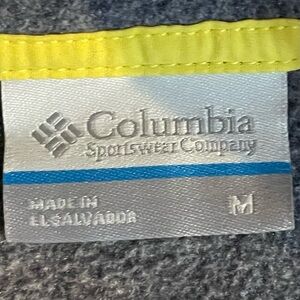 Columbia
Sportswear Company
MADE IN
EL SALVADOR
M